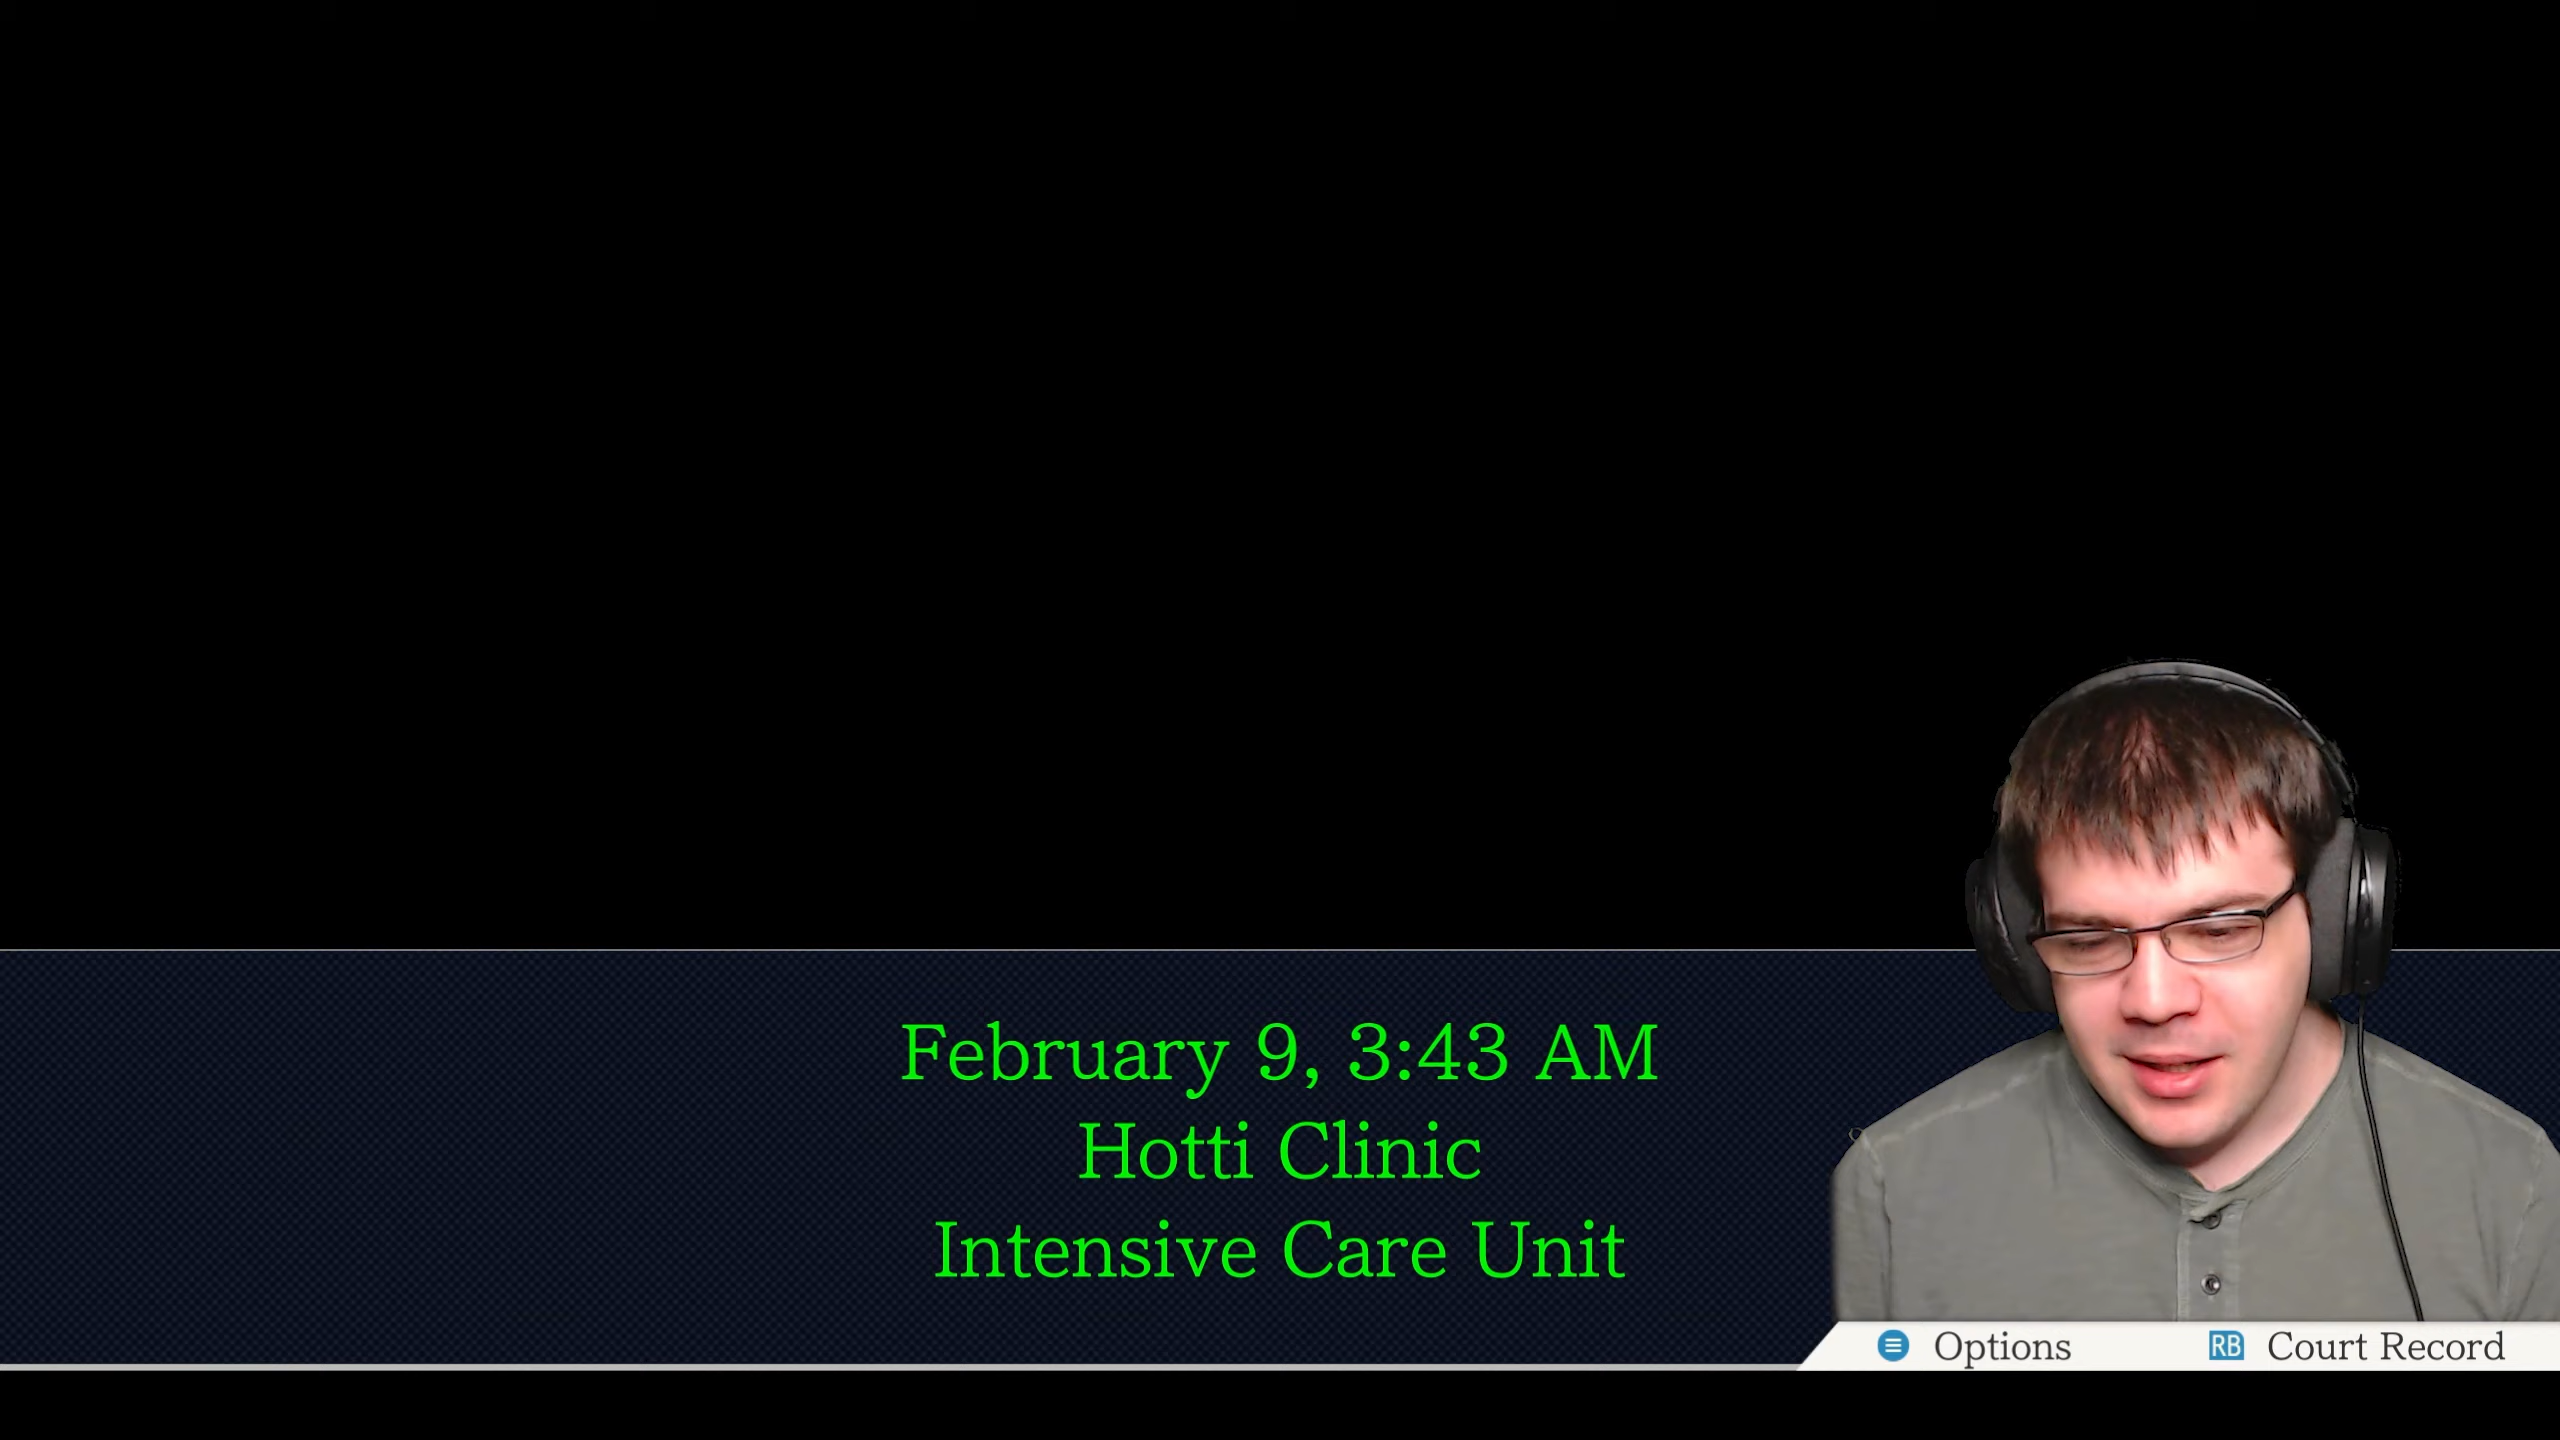 February 9, 3:43 AM
Hotti Clinic
Intensive Care Unit
Options
RB Court Record